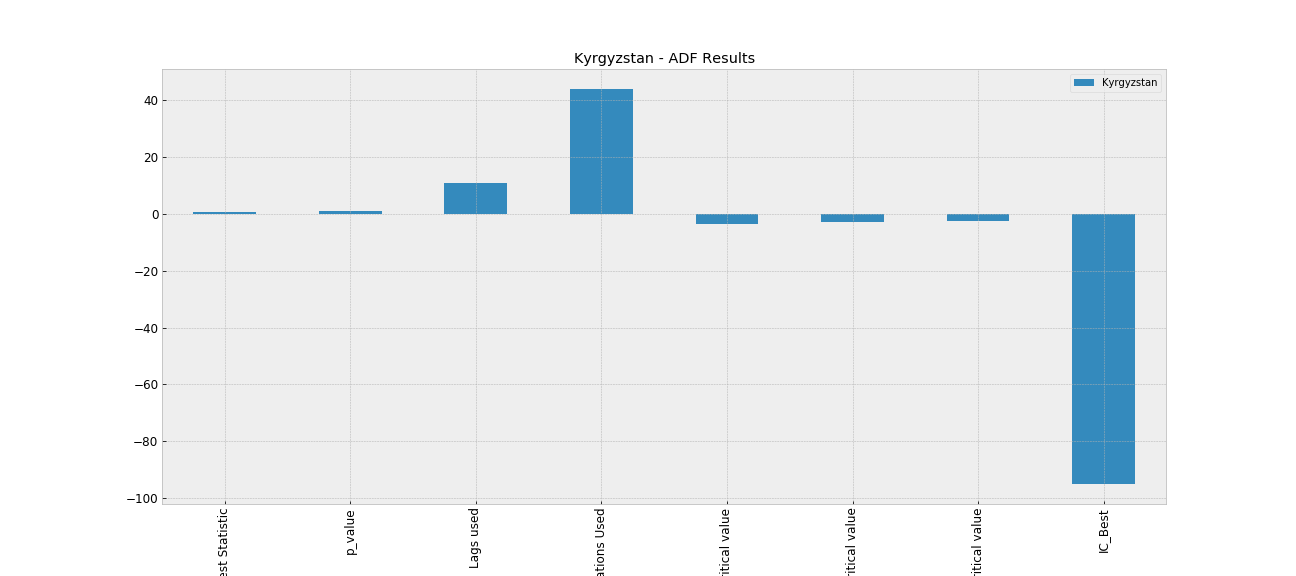 Kyrgyzstan - ADF Results
Kyrgyzstan
40
20
0
−20
−40
−60
−80
−100
est Statistic
p_value
Lags used
ations Used
ritical value
ritical value
ritical value
IC_Best